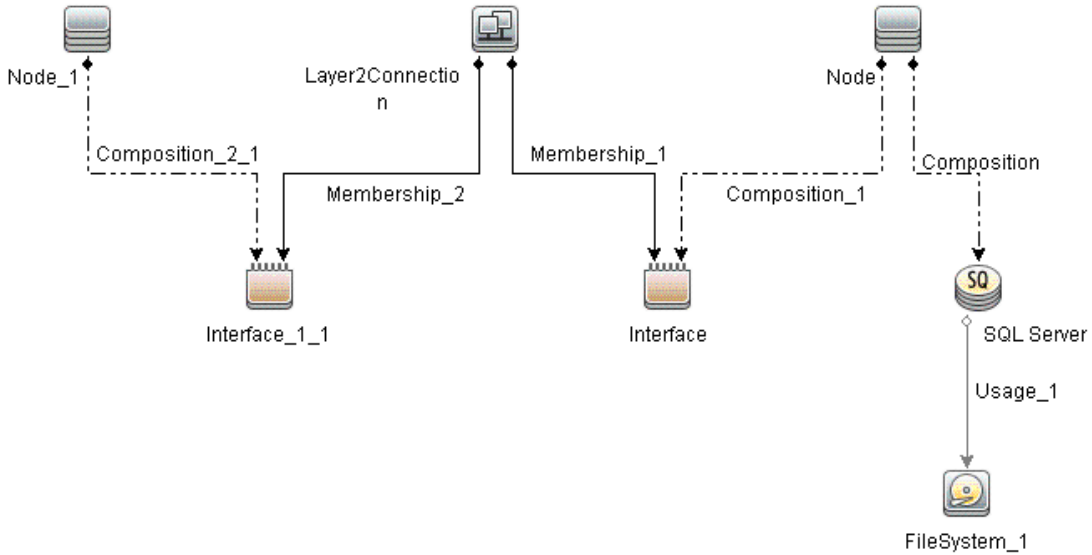 Node_1
Layer2Connectio
n
Node
Composition_2_1
Membership_1
Composition
Membership_2
Composition_1
SQ
Interface_1_1
Interface
SQL Server
Usage_1
FileSystem_1